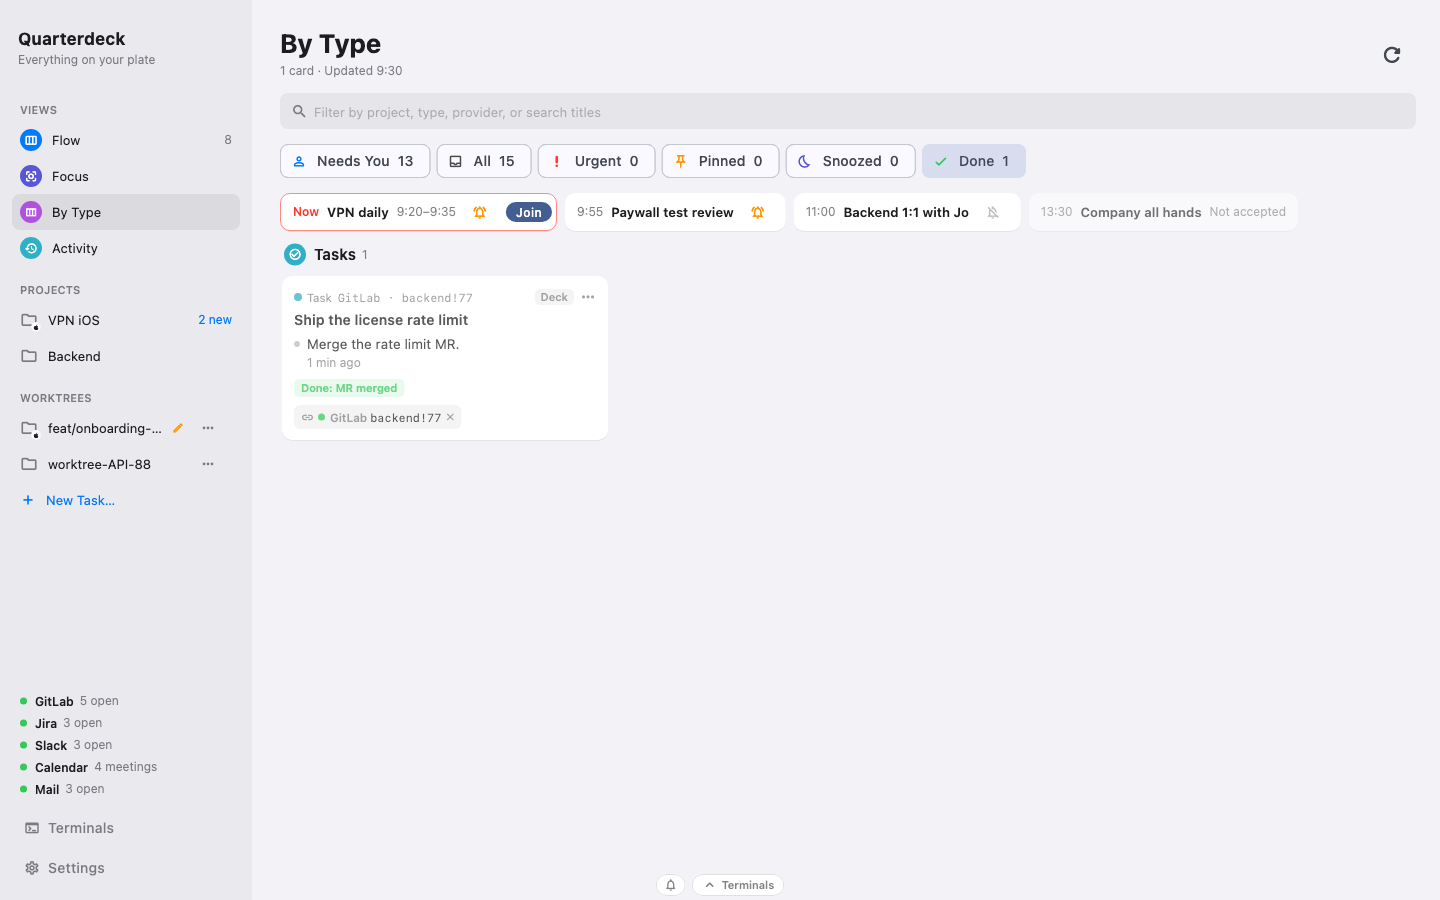 Quarterdeck
Everything on your plate
VIEWS
Flow 8
Focus
By Type
Activity
PROJECTS
VPN iOS 2 new
Backend
WORKTREES
feat/onboarding-...
worktree-API-88
New Task...
GitLab 5 open
Jira 3 open
Slack 3 open
Calendar 4 meetings
Mail 3 open
Terminals
Settings
By Type
1 card · Updated 9:30
Filter by project, type, provider, or search titles
Needs You 13 All 15 Urgent 0 Pinned 0 Snoozed 0 Done 1
Now VPN daily 9:20–9:35 Join 9:55 Paywall test review 11:00 Backend 1:1 with Jo 13:30 Company all hands Not accepted
Tasks 1
Task GitLab · backend!77 Deck
Ship the license rate limit
Merge the rate limit MR.
1 min ago
Done: MR merged
GitLab backend!77
Terminals